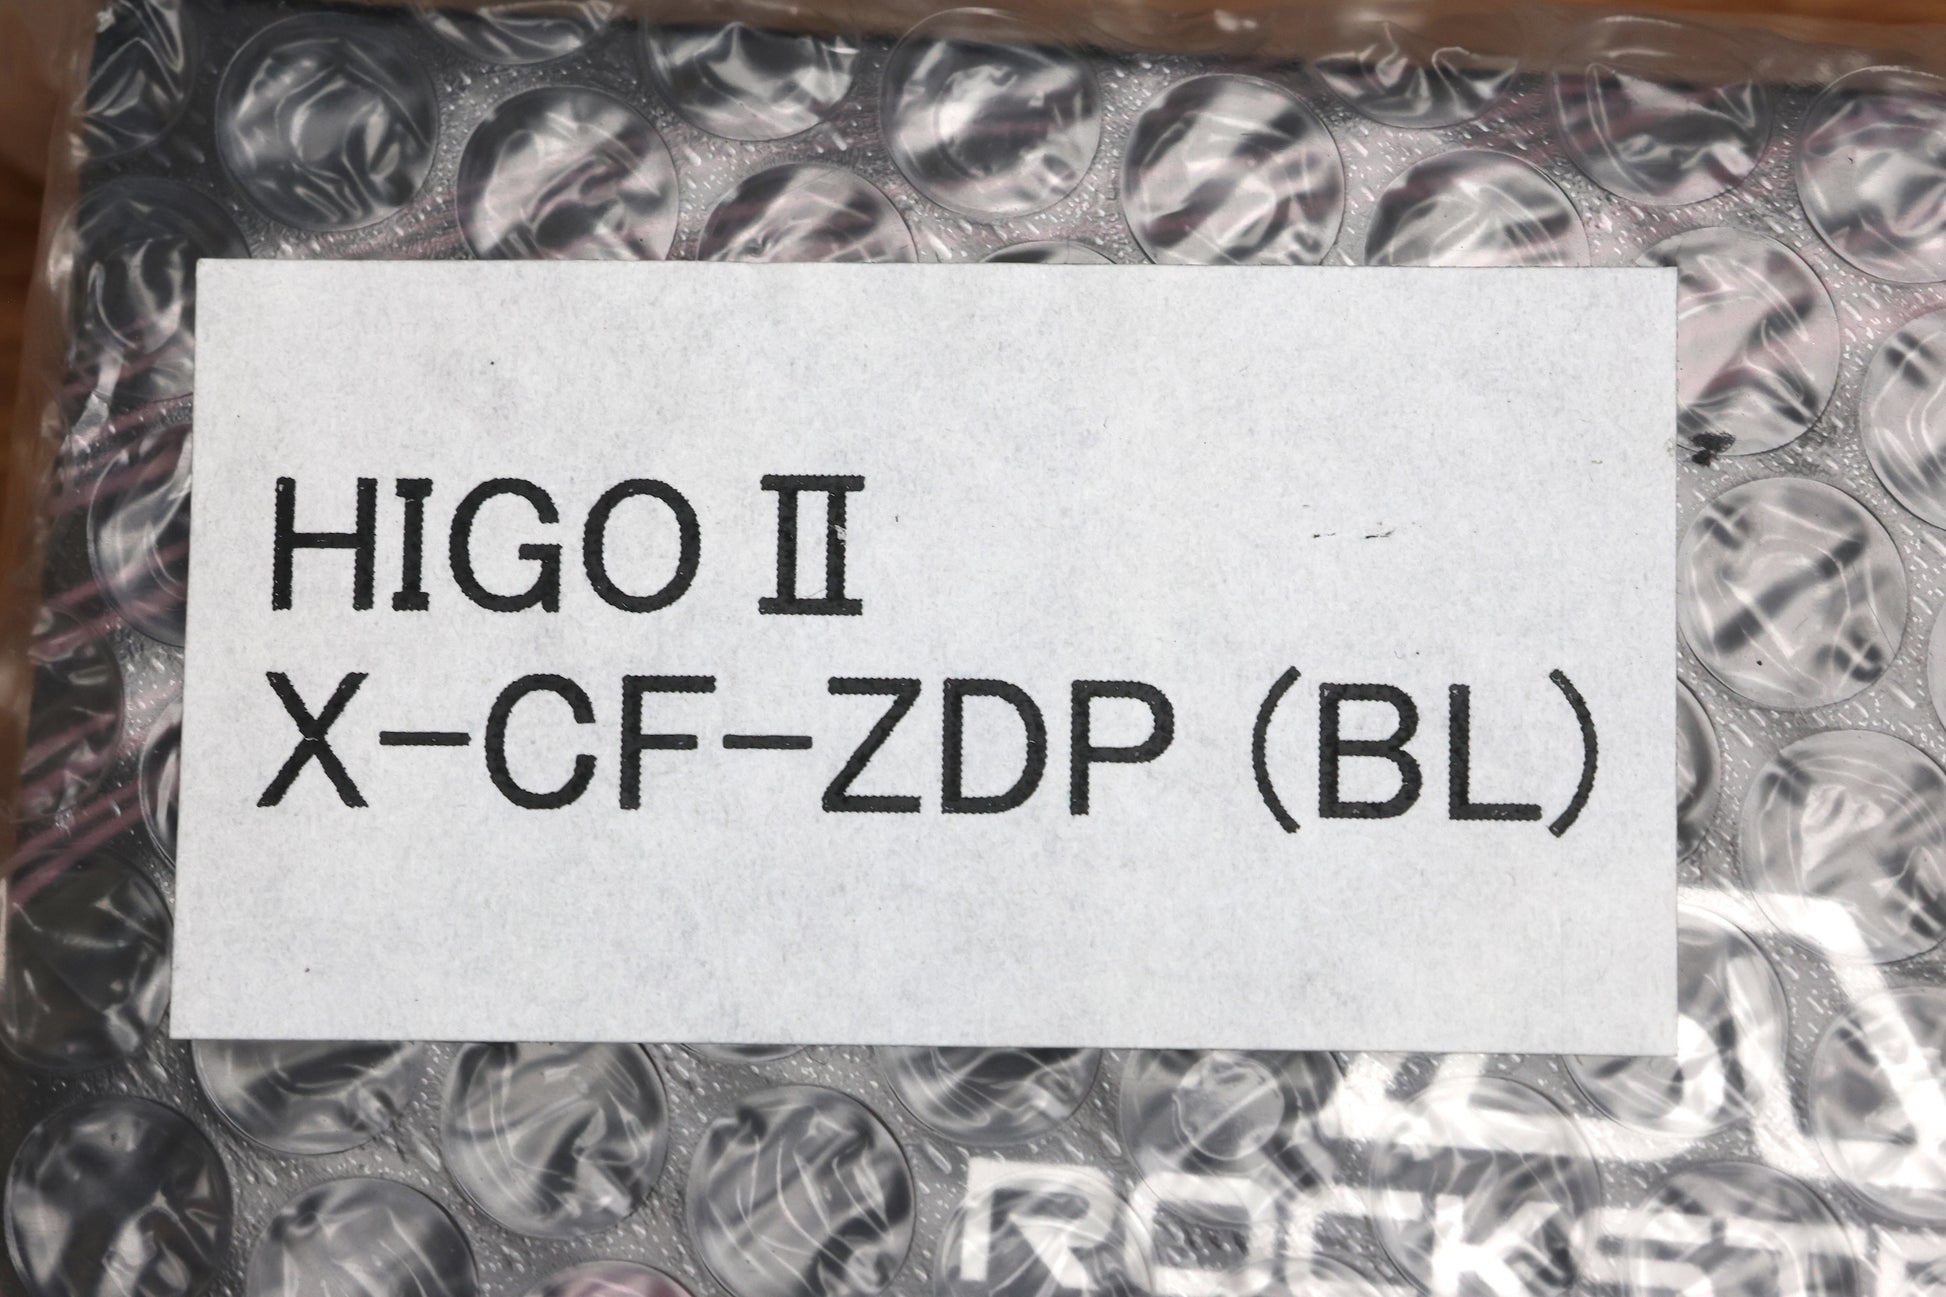 HIGO Ⅱ
X-CF-ZDP (BL)